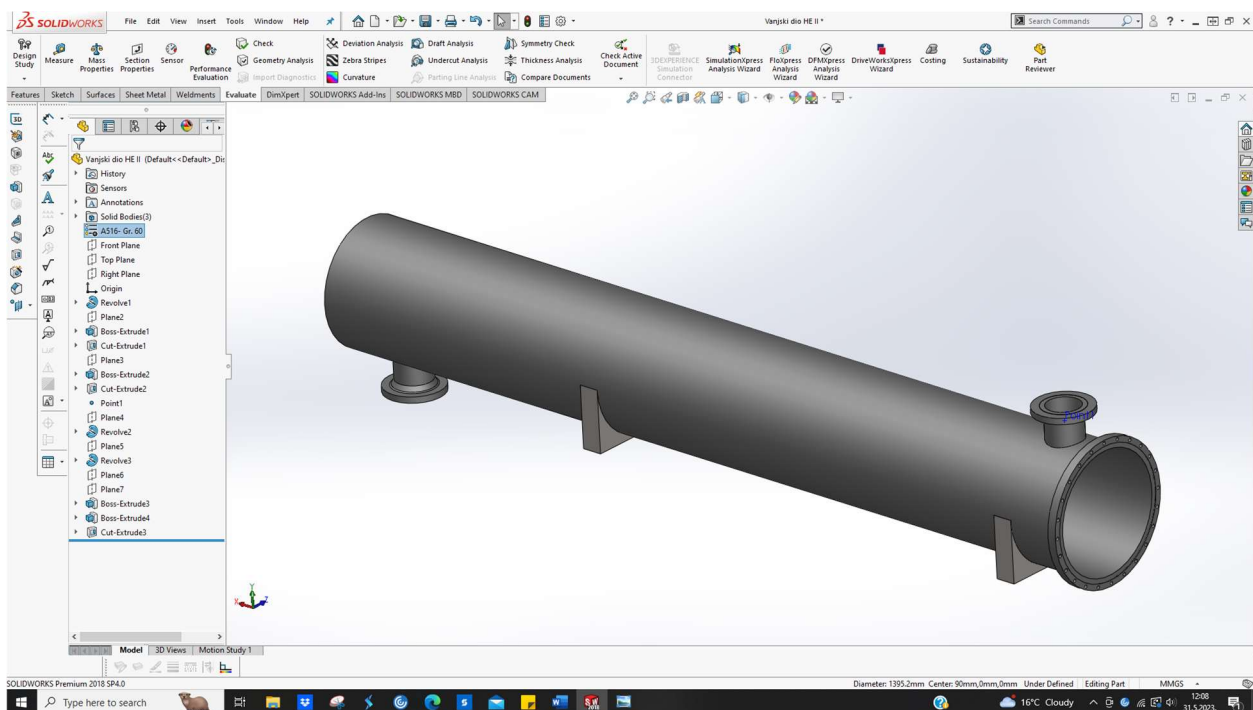 SOLIDWORKS File Edit View Insert Tools Window Help
Vanjski dio HE II *
Search Commands
Design Study
Measure
Mass Properties
Section Properties
Sensor
Performance Evaluation
Check
Geometry Analysis
Import Diagnostics
Deviation Analysis
Zebra Stripes
Curvature
Draft Analysis
Undercut Analysis
Parting Line Analysis
Symmetry Check
Thickness Analysis
Compare Documents
Check Active Document
3DEXPERIENCE Simulation Connector
SimulationXpress Analysis Wizard
FloXpress Analysis Wizard
DFMXpress Analysis Wizard
DriveWorksXpress Wizard
Costing
Sustainability
Part Reviewer
Features Sketch Surfaces Sheet Metal Weldments Evaluate DimXpert SOLIDWORKS Add-Ins SOLIDWORKS MBD SOLIDWORKS CAM
Vanjski dio HE II (Default<<Default>_Dis
History
Sensors
Annotations
Solid Bodies(3)
A516- Gr. 60
Front Plane
Top Plane
Right Plane
Origin
Revolve1
Plane2
Boss-Extrude1
Cut-Extrude1
Plane3
Boss-Extrude2
Cut-Extrude2
Point1
Plane4
Revolve2
Plane5
Revolve3
Plane6
Plane7
Boss-Extrude3
Boss-Extrude4
Cut-Extrude3
Point1
Y
X
Z
Model 3D Views Motion Study 1
SOLIDWORKS Premium 2018 SP4.0
Diameter: 1395.2mm Center: 90mm,0mm,0mm Under Defined Editing Part MMGS
Type here to search
16°C Cloudy
12:08
31.5.2023.